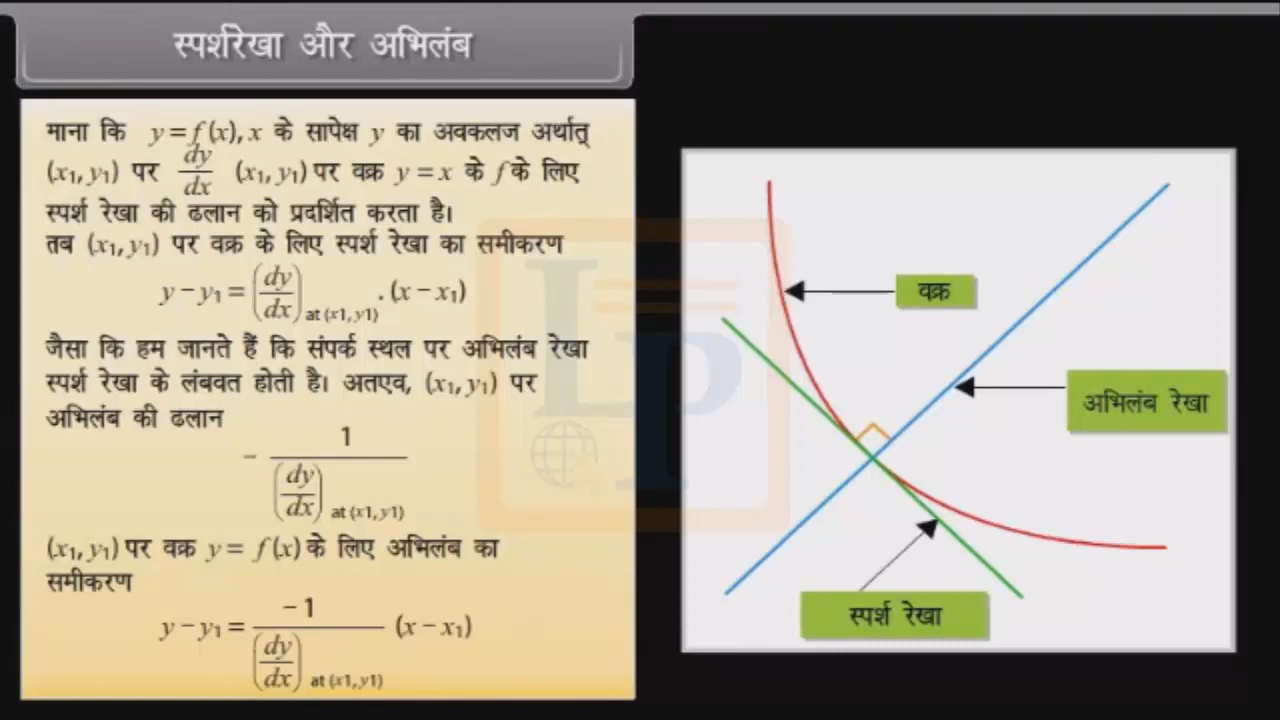 स्पर्शरेखा और अभिलंब
माना कि y = f (x), x के सापेक्ष y का अवकलज अर्थात्
(x₁, y₁) पर dy/dx (x₁, y₁) पर वक्र y = x के f के लिए
स्पर्श रेखा की ढलान को प्रदर्शित करता है।
तब (x₁, y₁) पर वक्र के लिए स्पर्श रेखा का समीकरण
y − y₁ = (dy/dx) at (x1, y1) . (x − x₁)
जैसा कि हम जानते हैं कि संपर्क स्थल पर अभिलंब रेखा
स्पर्श रेखा के लंबवत होती है। अतएव, (x₁, y₁) पर
अभिलंब की ढलान
− 1/(dy/dx) at (x1, y1)
(x₁, y₁) पर वक्र y = f (x) के लिए अभिलंब का
समीकरण
y − y₁ = −1/(dy/dx) at (x1, y1) (x − x₁)
वक्र
अभिलंब रेखा
स्पर्श रेखा
LP